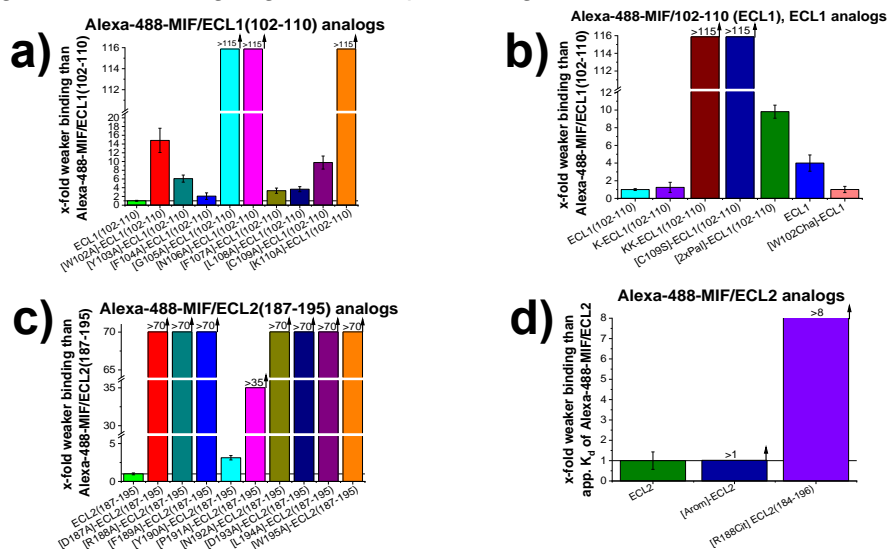 a)
Alexa-488-MIF/ECL1(102-110)
analogs
x-fold weaker binding than
Alexa-488-MIF/ECL1(102-110)
116
114
112
20
18
16
14
12
10
8
6
4
2
0
>115
>115
>115
ECL1(102-110)
[W102A]-ECL1(102-110)
[Y103A]-ECL1(102-110)
[F104A]-ECL1(102-110)
[G105A]-ECL1(102-110)
[N106A]-ECL1(102-110)
[F107A]-ECL1(102-110)
[L108A]-ECL1(102-110)
[C109A]-ECL1(102-110)
[K110A]-ECL1(102-110)
b)
Alexa-488-MIF/102-110 (ECL1), ECL1 analogs
x-fold weaker binding than
Alexa-488-MIF/ECL1(102-110)
116
114
112
12
10
8
6
4
2
0
>115
>115
ECL1(102-110)
K-ECL1(102-110)
KK-ECL1(102-110)
[C109S]-ECL1(102-110)
[2xPal]-ECL1(102-110)
ECL1
[W102Cha]-ECL1
c)
Alexa-488-MIF/ECL2(187-195) analogs
x-fold weaker binding than
Alexa-488-MIF/ECL2(187-195)
70
65
35
30
5
0
>70
>70
>70
>35
>70
>70
>70
>70
ECL2(187-195)
[D187A]-ECL2(187-195)
[R188A]-ECL2(187-195)
[F189A]-ECL2(187-195)
[Y190A]-ECL2(187-195)
[P191A]-ECL2(187-195)
[N192A]-ECL2(187-195)
[D193A]-ECL2(187-195)
[L194A]-ECL2(187-195)
[W195A]-ECL2(187-195)
d)
Alexa-488-MIF/ECL2 analogs
x-fold weaker binding than
app. Kd of Alexa-488-MIF/ECL2
8
7
6
5
4
3
2
1
0
>1
>8
ECL2
[Arom]-ECL2
[R188Cit] ECL2(184-196)